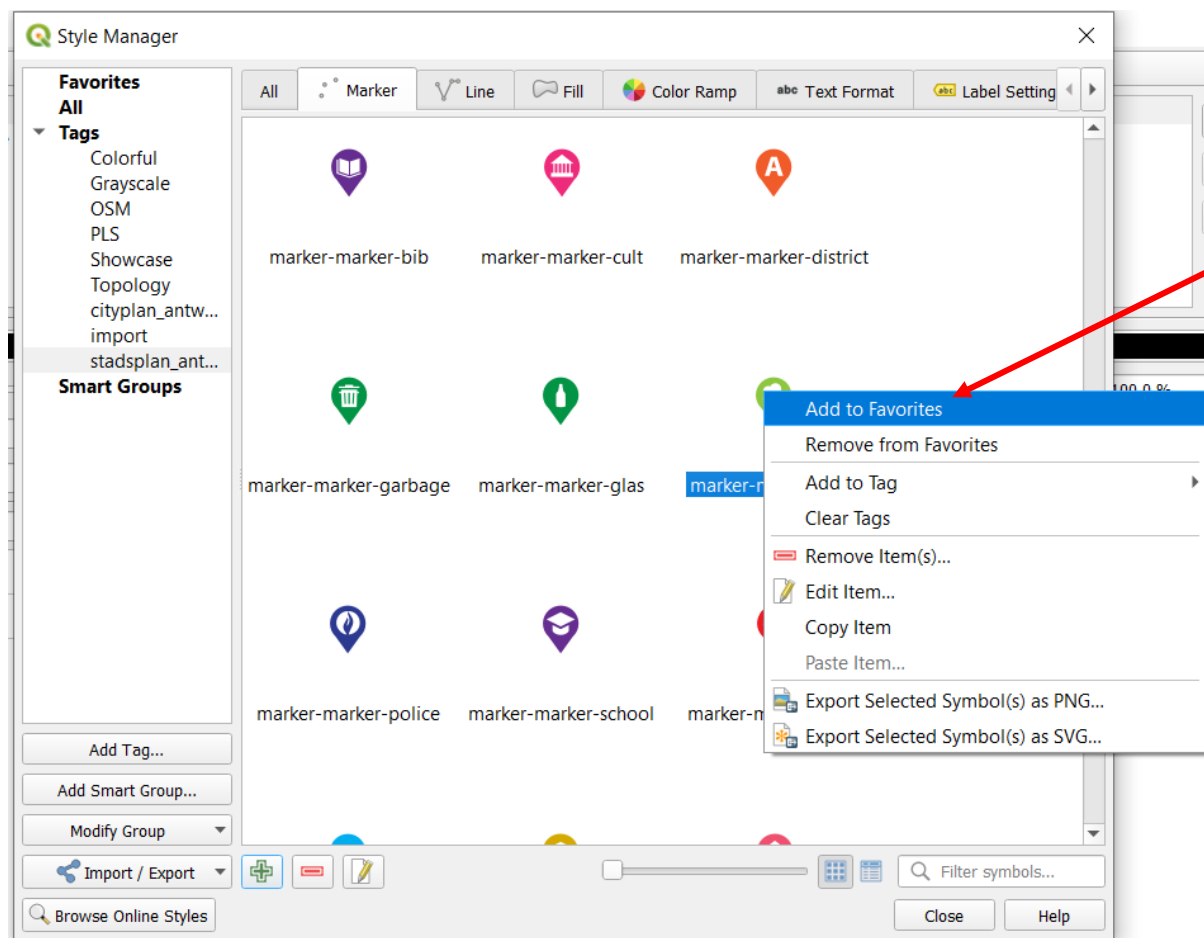 Style Manager
Favorites
All
Tags
Colorful
Grayscale
OSM
PLS
Showcase
Topology
cityplan_antw...
import
stadsplan_ant...
Smart Groups
All
Marker
Line
Fill
Color Ramp
abc Text Format
abc Label Setting
A
marker-marker-bib marker-marker-cult marker-marker-district
marker-marker-garbage marker-marker-glas
marker-marker-police marker-marker-school
Add to Favorites
Remove from Favorites
Add to Tag
Clear Tags
Remove Item(s)...
Edit Item...
Copy Item
Paste Item...
Export Selected Symbol(s) as PNG...
Export Selected Symbol(s) as SVG...
Add Tag...
Add Smart Group...
Modify Group
Import / Export
Filter symbols...
Browse Online Styles
Close
Help